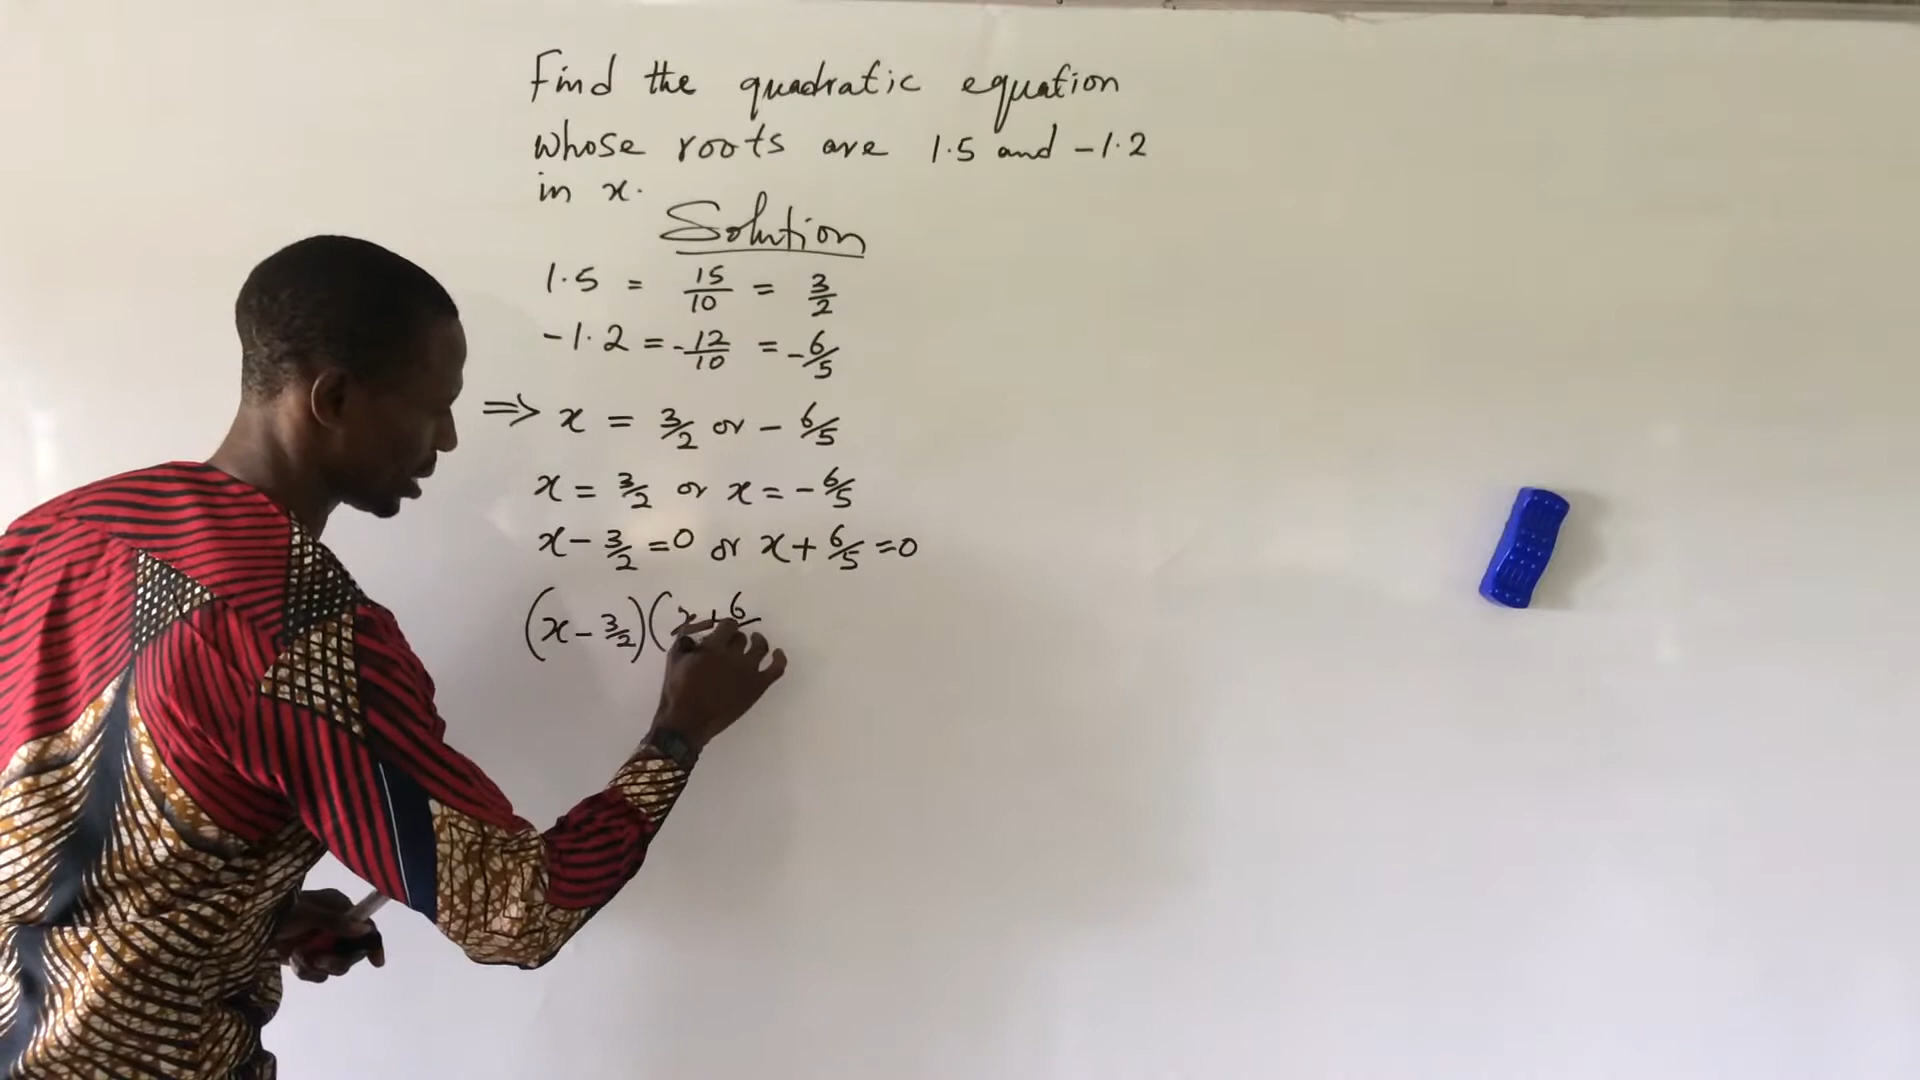 Find the quadratic equation
whose roots are 1.5 and -1.2
in x.
Solution
1.5 = 15/10 = 3/2
-1.2 = -12/10 = -6/5
⇒ x = 3/2 or - 6/5
x = 3/2 or x = - 6/5
x - 3/2 = 0 or x + 6/5 = 0
(x - 3/2)(x + 6/